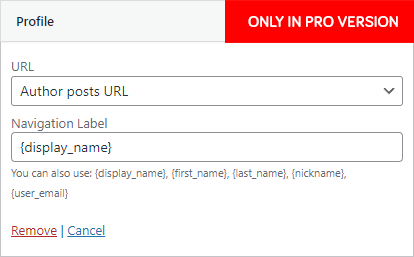 Profile
ONLY IN PRO VERSION
URL
Author posts URL
Navigation Label
{display_name}
You can also use: {display_name}, {first_name}, {last_name}, {nickname},
{user_email}
Remove | Cancel